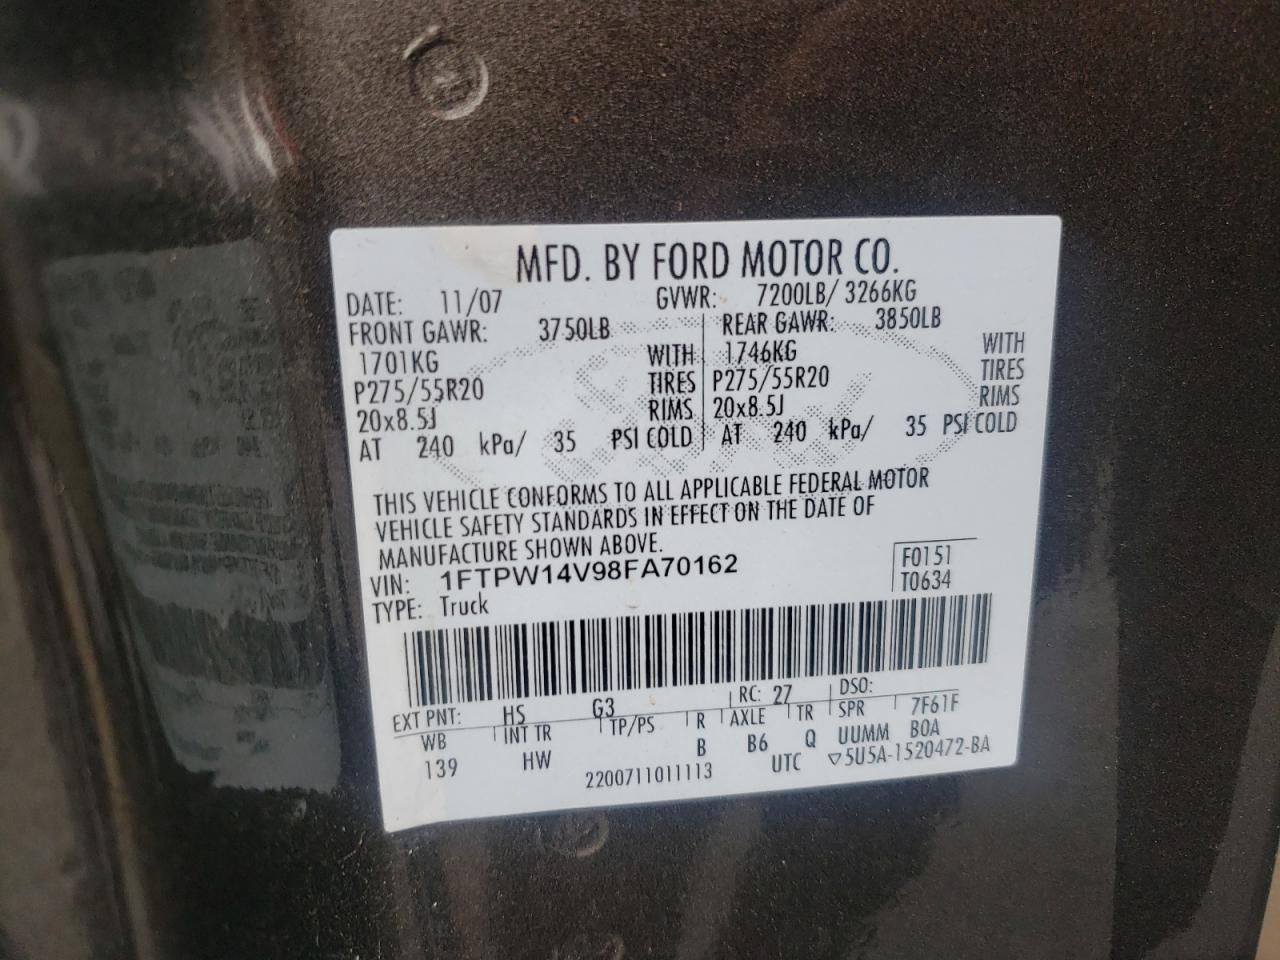 MFD. BY FORD MOTOR CO.
DATE: 11/07 GVWR: 7200LB/ 3266KG
FRONT GAWR: 3750LB REAR GAWR: 3850LB
1701KG WITH 1746KG WITH
P275/55R20 TIRES P275/55R20 TIRES
20x8.5J RIMS 20x8.5J RIMS
AT 240 kPa/ 35 PSI COLD AT 240 kPa/ 35 PSI COLD
THIS VEHICLE CONFORMS TO ALL APPLICABLE FEDERAL MOTOR
VEHICLE SAFETY STANDARDS IN EFFECT ON THE DATE OF
MANUFACTURE SHOWN ABOVE.
VIN: 1FTPW14V98FA70162 F0151
TYPE: Truck T0634
EXT PNT: HS G3 RC: 27 DSO:
WB INT TR TP/PS R AXLE TR SPR 7F61F
139 HW B B6 Q UUMM BOA
2200711011113 UTC ▽5U5A-1520472-BA